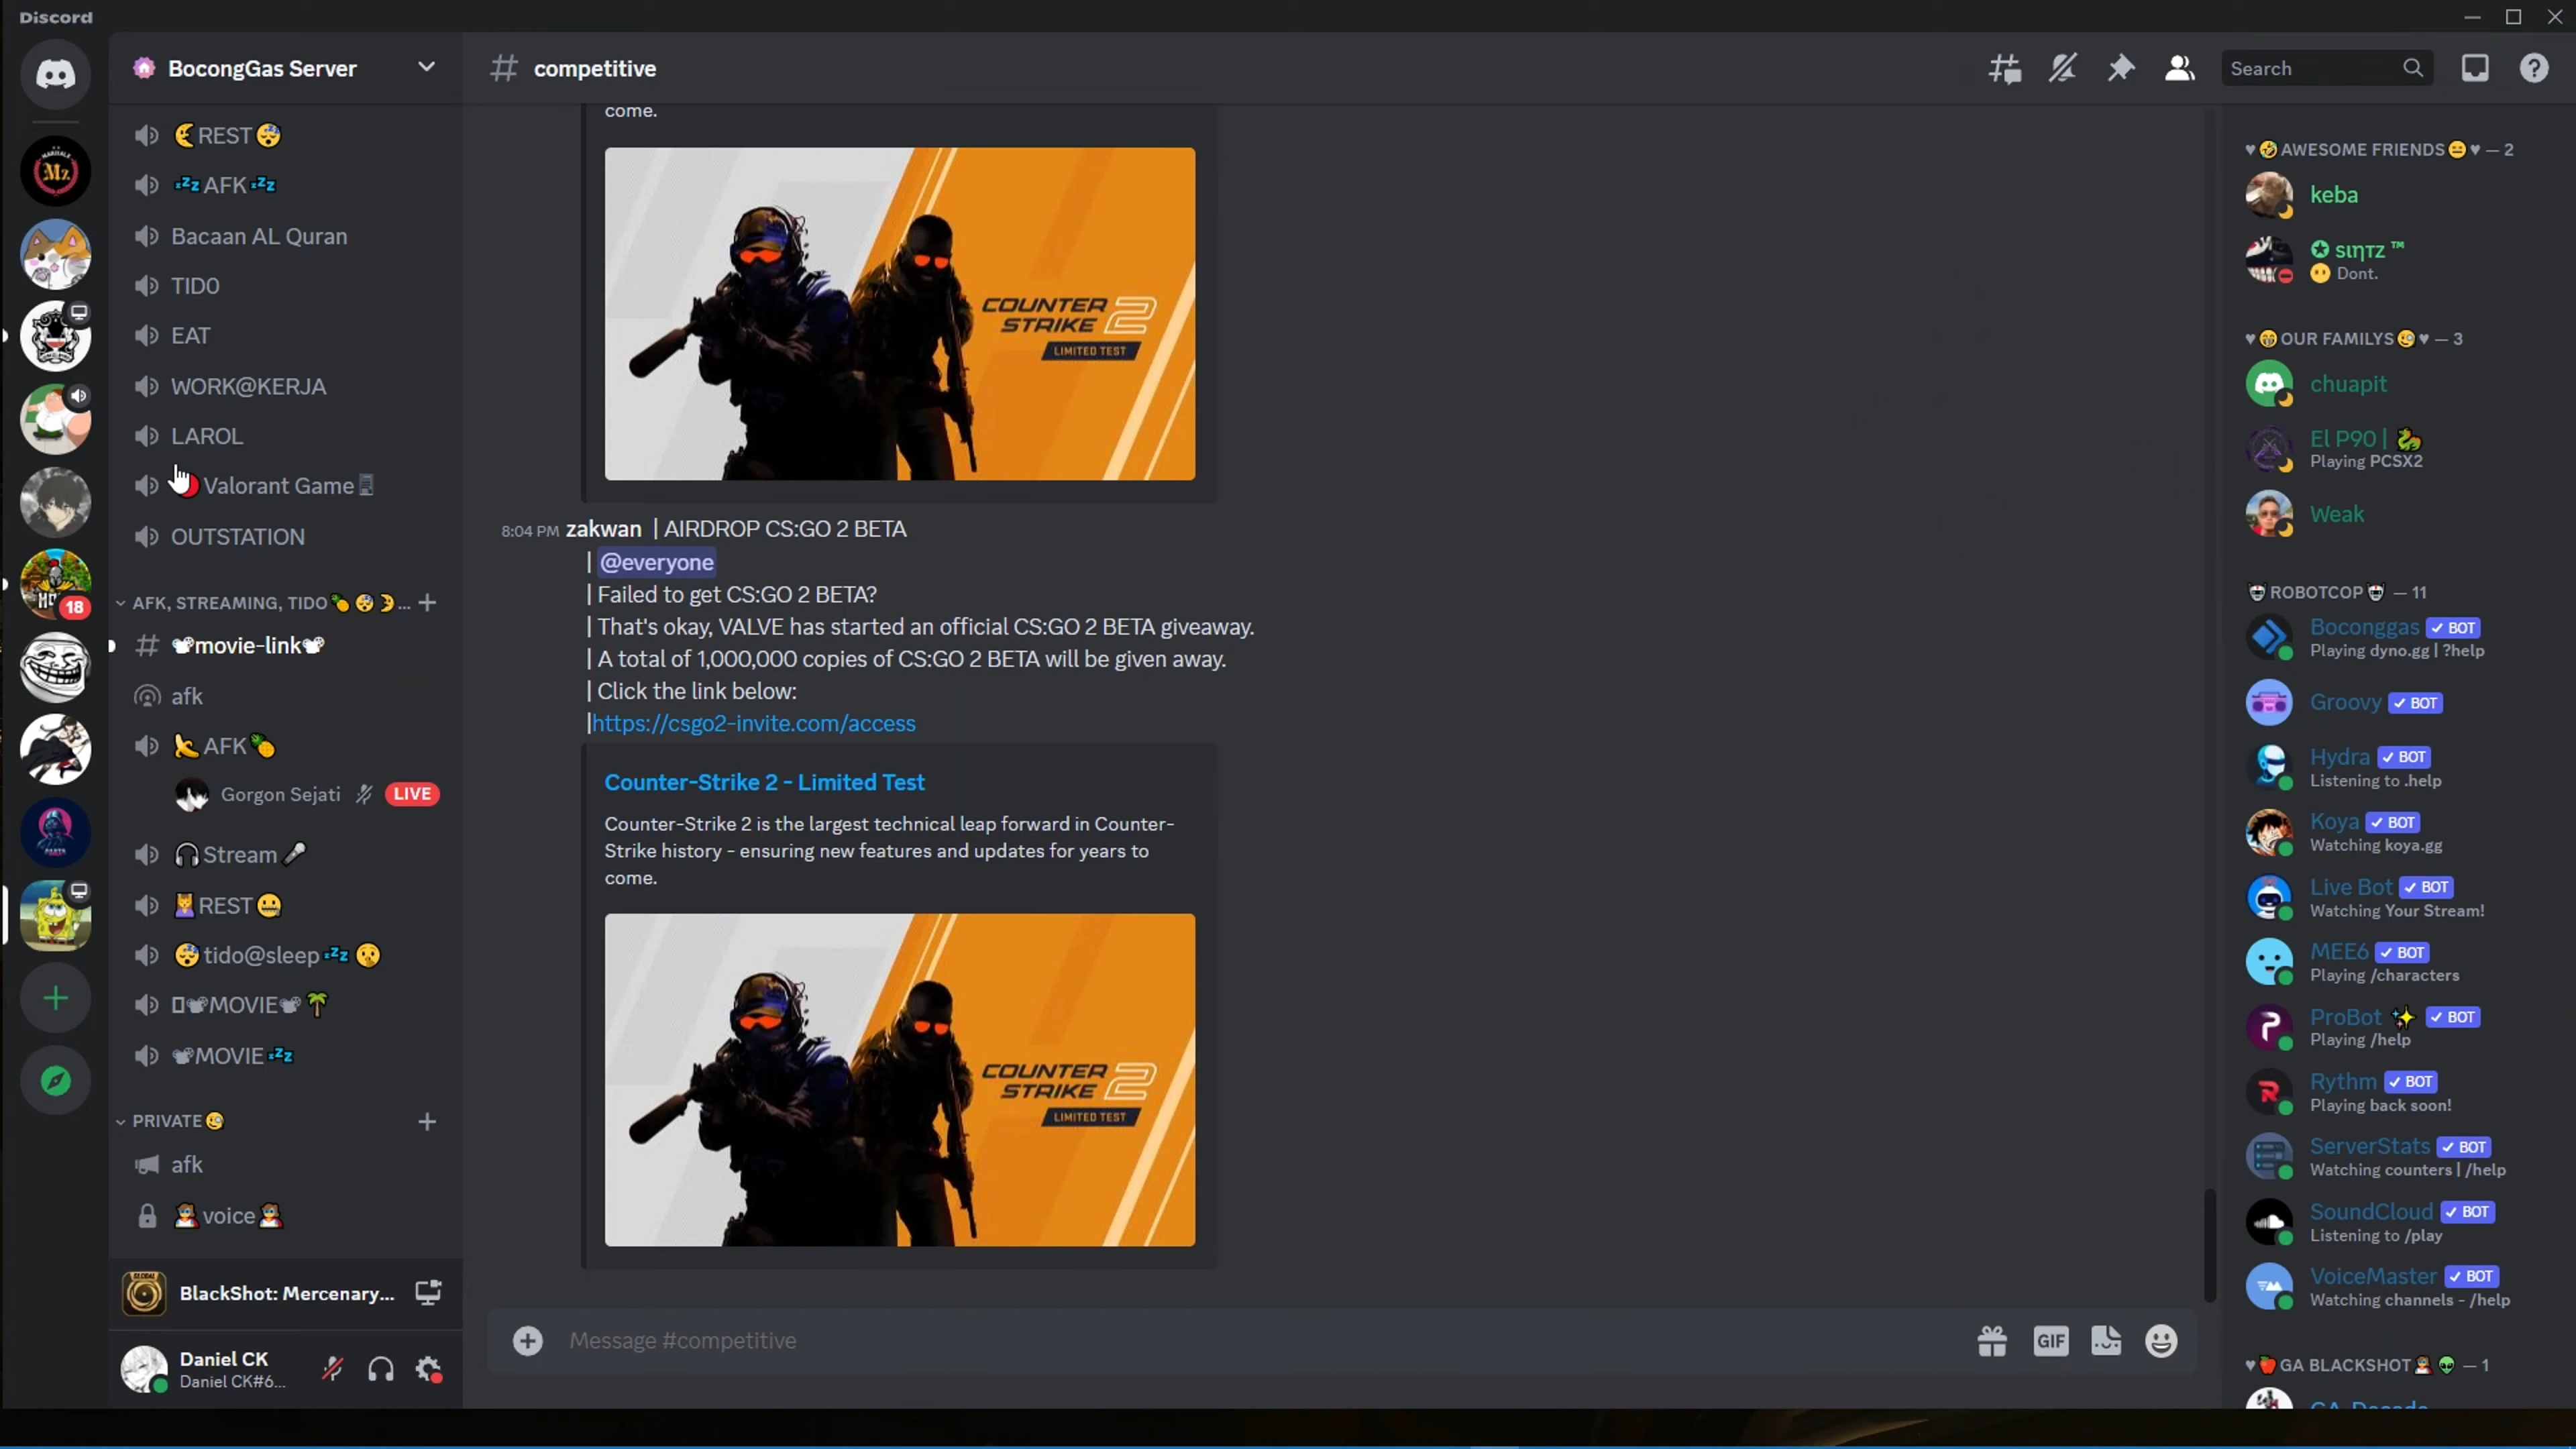 Discord
BocongGas Server
🌜REST😴
💤AFK💤
Bacaan AL Quran
TID0
EAT
WORK@KERJA
LAROL
Valorant Game
OUTSTATION
AFK, STREAMING, TIDO🍍😴🌛...
18
📽movie-link📽
afk
🍌AFK🍍
Gorgon Sejati
LIVE
🎧Stream🎤
REST🤐
😴tido@sleep💤🤫
📽MOVIE📽🌴
📽MOVIE💤
PRIVATE🧐
afk
voice
BlackShot: Mercenary...
Daniel CK
Daniel CK#6...
# competitive
come.
COUNTER
STRIKE 2
LIMITED TEST
8:04 PM zakwan | AIRDROP CS:GO 2 BETA
| @everyone
| Failed to get CS:GO 2 BETA?
| That's okay, VALVE has started an official CS:GO 2 BETA giveaway.
| A total of 1,000,000 copies of CS:GO 2 BETA will be given away.
| Click the link below:
|https://csgo2-invite.com/access
Counter-Strike 2 - Limited Test
Counter-Strike 2 is the largest technical leap forward in Counter-
Strike history - ensuring new features and updates for years to
come.
COUNTER
STRIKE 2
LIMITED TEST
Message #competitive
GIF
Search
♥🤣AWESOME FRIENDS😑♥ — 2
keba
✪ sιηтz ™
😶 Dont.
♥😁OUR FAMILYS🧐♥ — 3
chuapit
El P90 | 🐉
Playing PCSX2
Weak
ROBOTCOP — 11
Boconggas ✓ BOT
Playing dyno.gg | ?help
Groovy ✓ BOT
Hydra ✓ BOT
Listening to .help
Koya ✓ BOT
Watching koya.gg
Live Bot ✓ BOT
Watching Your Stream!
MEE6 ✓ BOT
Playing /characters
ProBot ✨ ✓ BOT
Playing /help
Rythm ✓ BOT
Playing back soon!
ServerStats ✓ BOT
Watching counters | /help
SoundCloud ✓ BOT
Listening to /play
VoiceMaster ✓ BOT
Watching channels - /help
♥🍎GA BLACKSHOT👽 — 1